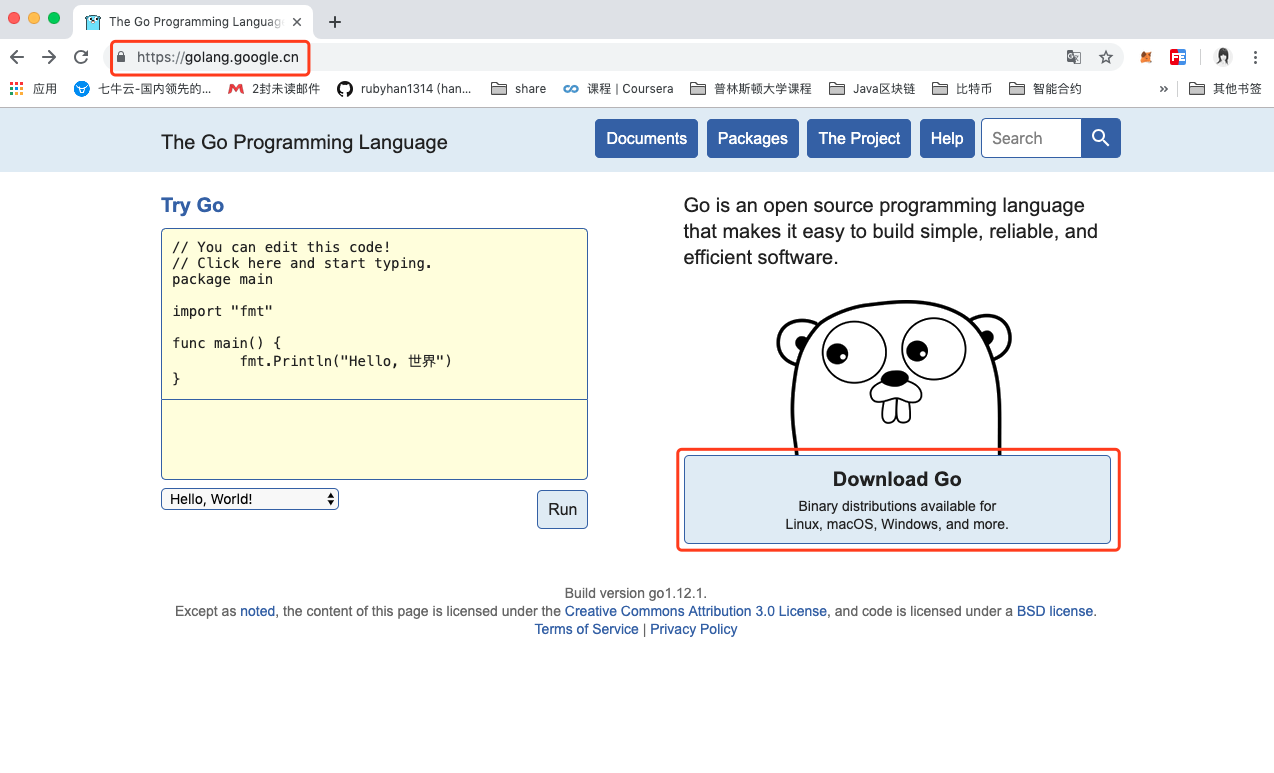 The Go Programming Languag
https://golang.google.cn
应用
七牛云-国内领先的...
2封未读邮件
rubyhan1314 (han...
share
课程 | Coursera
普林斯顿大学课程
Java区块链
比特币
智能合约
»
其他书签
The Go Programming Language
Documents
Packages
The Project
Help
Search
Try Go
// You can edit this code!
// Click here and start typing.
package main
import "fmt"
func main() {
fmt.Println("Hello, 世界")
}
Hello, World!
Run
Go is an open source programming language
that makes it easy to build simple, reliable, and
efficient software.
Download Go
Binary distributions available for
Linux, macOS, Windows, and more.
Build version go1.12.1.
Except as noted, the content of this page is licensed under the Creative Commons Attribution 3.0 License, and code is licensed under a BSD license.
Terms of Service | Privacy Policy